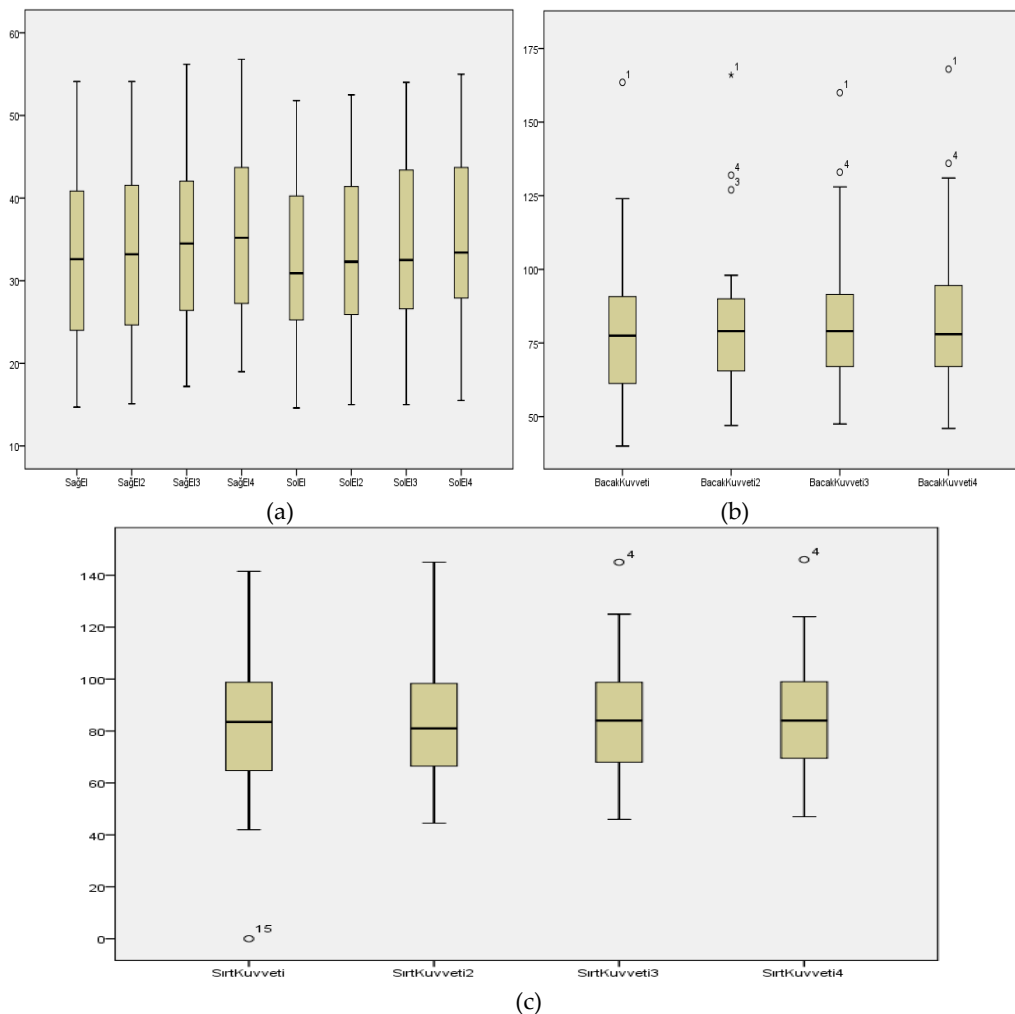 60
50
40
30
20
10
SağEl SağEl2 SağEl3 SağEl4 SolEl SolEl2 SolEl3 SolEl4
(a)
175
150
125
100
75
50
1 1 1 1
4 4 4
3
BacakKuvveti BacakKuvveti2 BacakKuvveti3 BacakKuvveti4
(b)
140
120
100
80
60
40
20
0
4 4
15
SırtKuvveti SırtKuvveti2 SırtKuvveti3 SırtKuvveti4
(c)